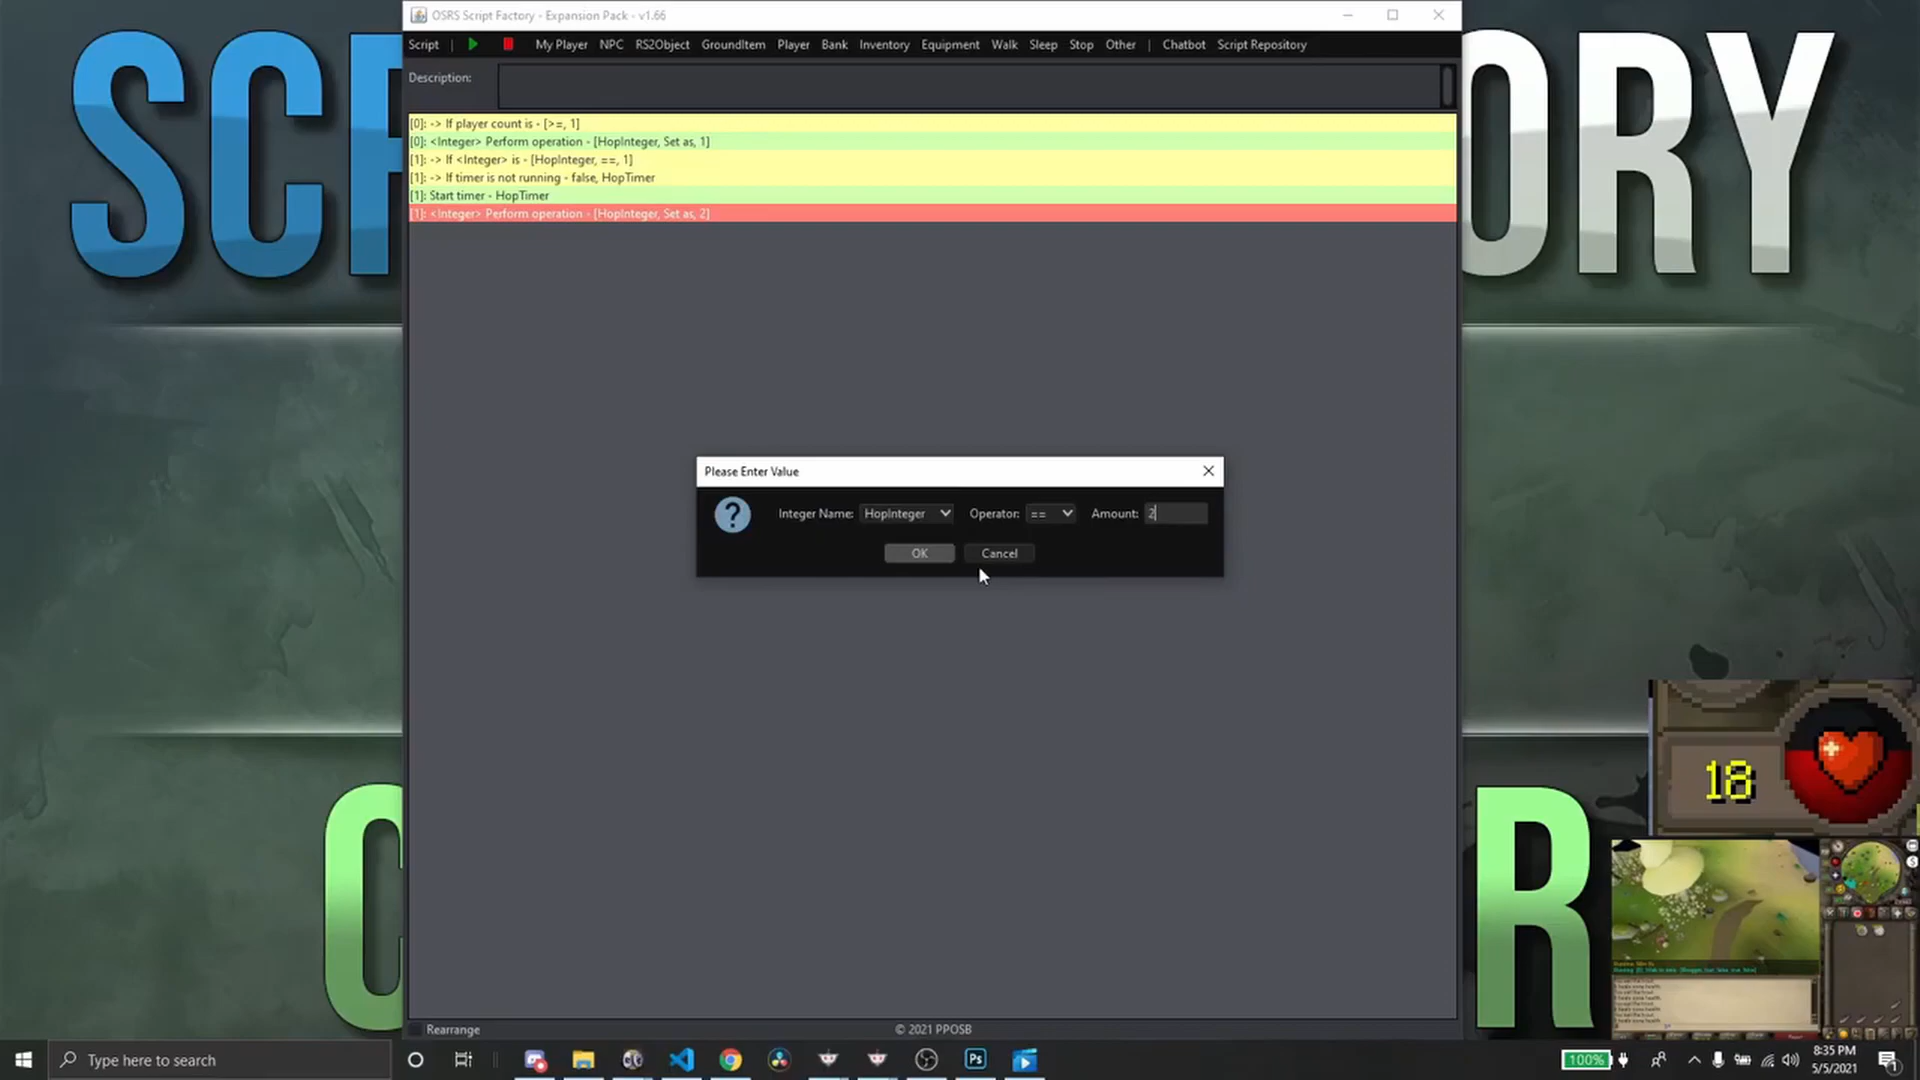 SC
ORY
OSRS Script Factory - Expansion Pack - v1.66
Script | My Player NPC RS2Object GroundItem Player Bank Inventory Equipment Walk Sleep Stop Other | Chatbot Script Repository
Description:
[0]: -> If player count is - [>=, 1]
[0]: <Integer> Perform operation - [HopInteger, Set as, 1]
[1]: -> If <Integer> is - [HopInteger, ==, 1]
[1]: -> If timer is not running - false, HopTimer
[1]: Start timer - HopTimer
[1]: <Integer> Perform operation - [HopInteger, Set as, 2]
Please Enter Value
Integer Name: HopInteger Operator: == Amount: 2
OK Cancel
18
R
Rearrange
© 2021 PPOSB
Type here to search
Ps
100%
8:35 PM
5/5/2021
1